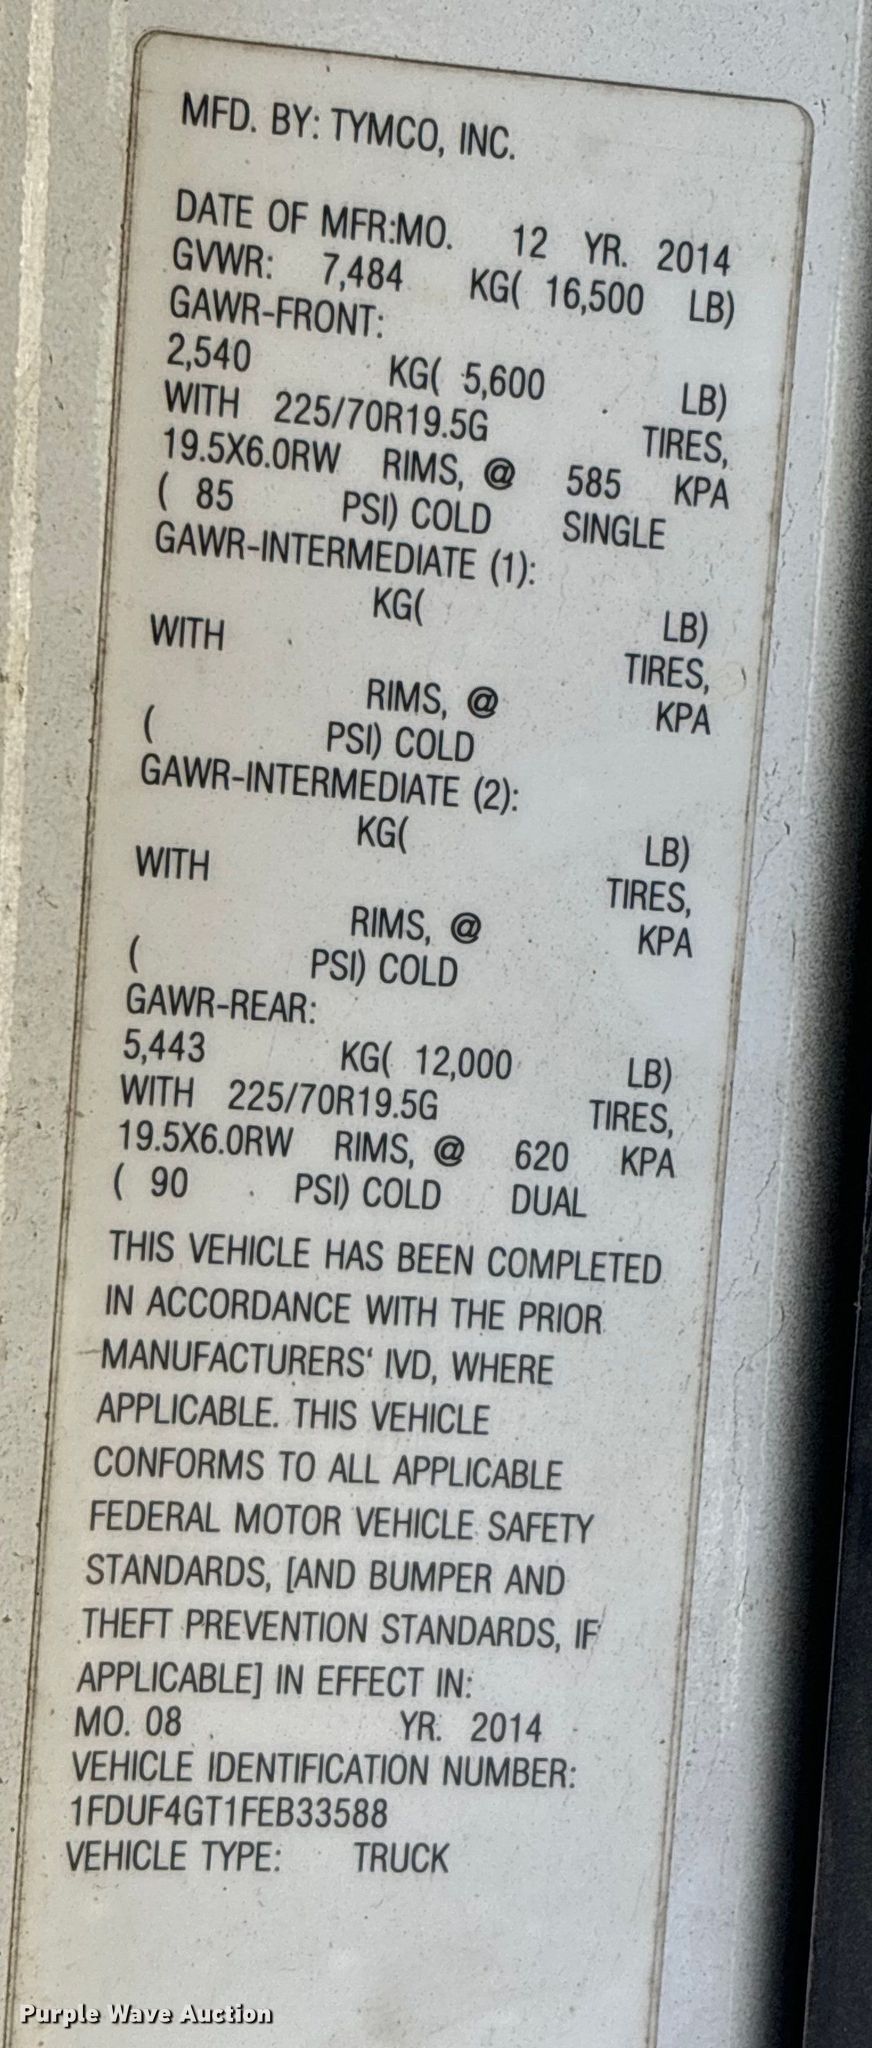 MFD. BY: TYMCO, INC.
DATE OF MFR:MO. 12 YR. 2014
GVWR: 7,484 KG( 16,500 LB)
GAWR-FRONT:
2,540 KG( 5,600 LB)
WITH 225/70R19.5G TIRES,
19.5X6.0RW RIMS, @ 585 KPA
( 85 PSI) COLD SINGLE
GAWR-INTERMEDIATE (1):
KG( LB)
WITH TIRES,
RIMS, @ KPA
( PSI) COLD
GAWR-INTERMEDIATE (2):
KG( LB)
WITH TIRES,
RIMS, @ KPA
( PSI) COLD
GAWR-REAR:
5,443 KG( 12,000 LB)
WITH 225/70R19.5G TIRES,
19.5X6.0RW RIMS, @ 620 KPA
( 90 PSI) COLD DUAL
THIS VEHICLE HAS BEEN COMPLETED
IN ACCORDANCE WITH THE PRIOR
MANUFACTURERS' IVD, WHERE
APPLICABLE. THIS VEHICLE
CONFORMS TO ALL APPLICABLE
FEDERAL MOTOR VEHICLE SAFETY
STANDARDS, [AND BUMPER AND
THEFT PREVENTION STANDARDS, IF
APPLICABLE] IN EFFECT IN:
MO. 08 YR. 2014
VEHICLE IDENTIFICATION NUMBER:
1FDUF4GT1FEB33588
VEHICLE TYPE: TRUCK
Purple Wave Auction